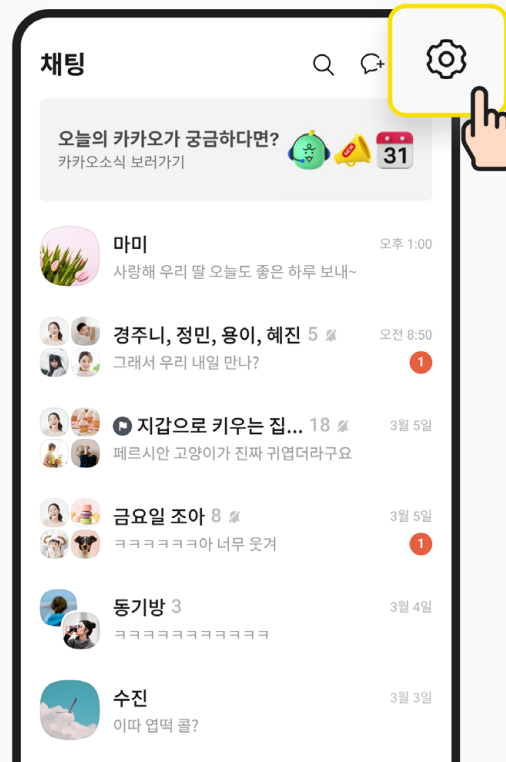 채팅
오늘의 카카오가 궁금하다면?
카카오소식 보러가기
NEW
31
마미
오후 1:00
사랑해 우리 딸 오늘도 좋은 하루 보내~
경주니, 정민, 용이, 혜진 5
오전 8:50
그래서 우리 내일 만나?
1
지갑으로 키우는 집... 18
3월 5일
페르시안 고양이가 진짜 귀엽더라구요
금요일 조아 8
3월 5일
ㅋㅋㅋㅋㅋㅋ아 너무 웃겨
1
동기방 3
3월 4일
ㅋㅋㅋㅋㅋㅋㅋㅋㅋㅋㅋ
수진
3월 3일
이따 엽떡 콜?